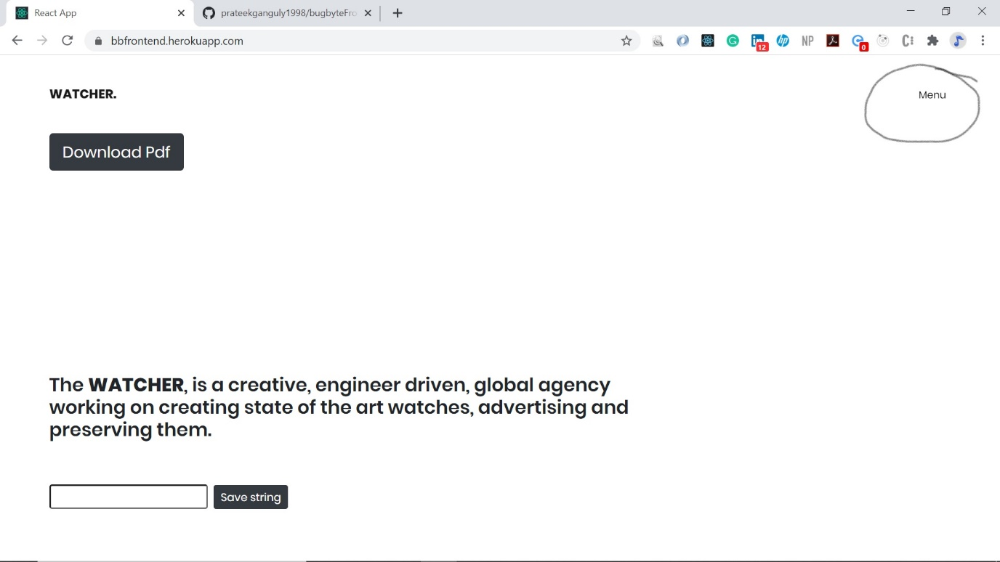 React App
prateekganguly1998/bugbyteFro
bbfrontend.herokuapp.com
12
NP
0
WATCHER.
Menu
Download Pdf
The WATCHER, is a creative, engineer driven, global agency
working on creating state of the art watches, advertising and
preserving them.
Save string